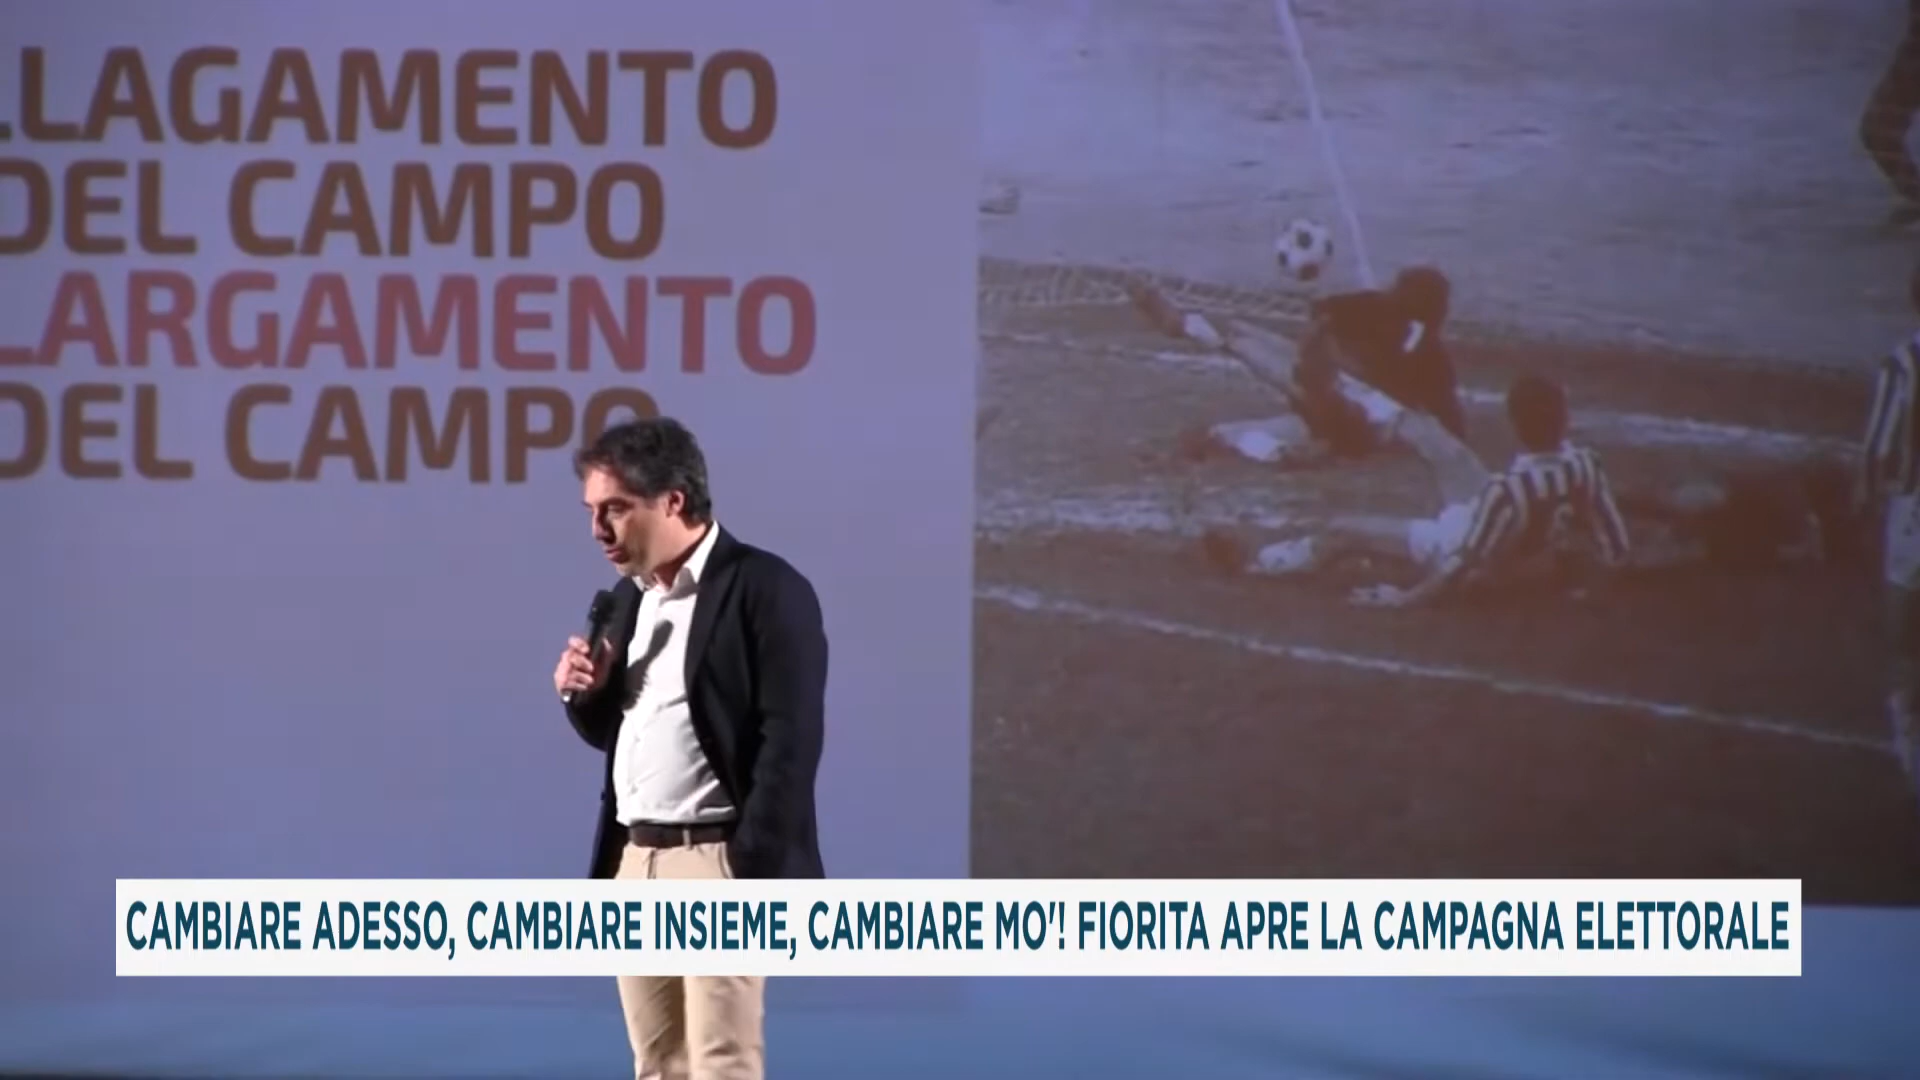 LLAGAMENTO
DEL CAMPO
LARGAMENTO
DEL CAMPO
CAMBIARE ADESSO, CAMBIARE INSIEME, CAMBIARE MO'! FIORITA APRE LA CAMPAGNA ELETTORALE